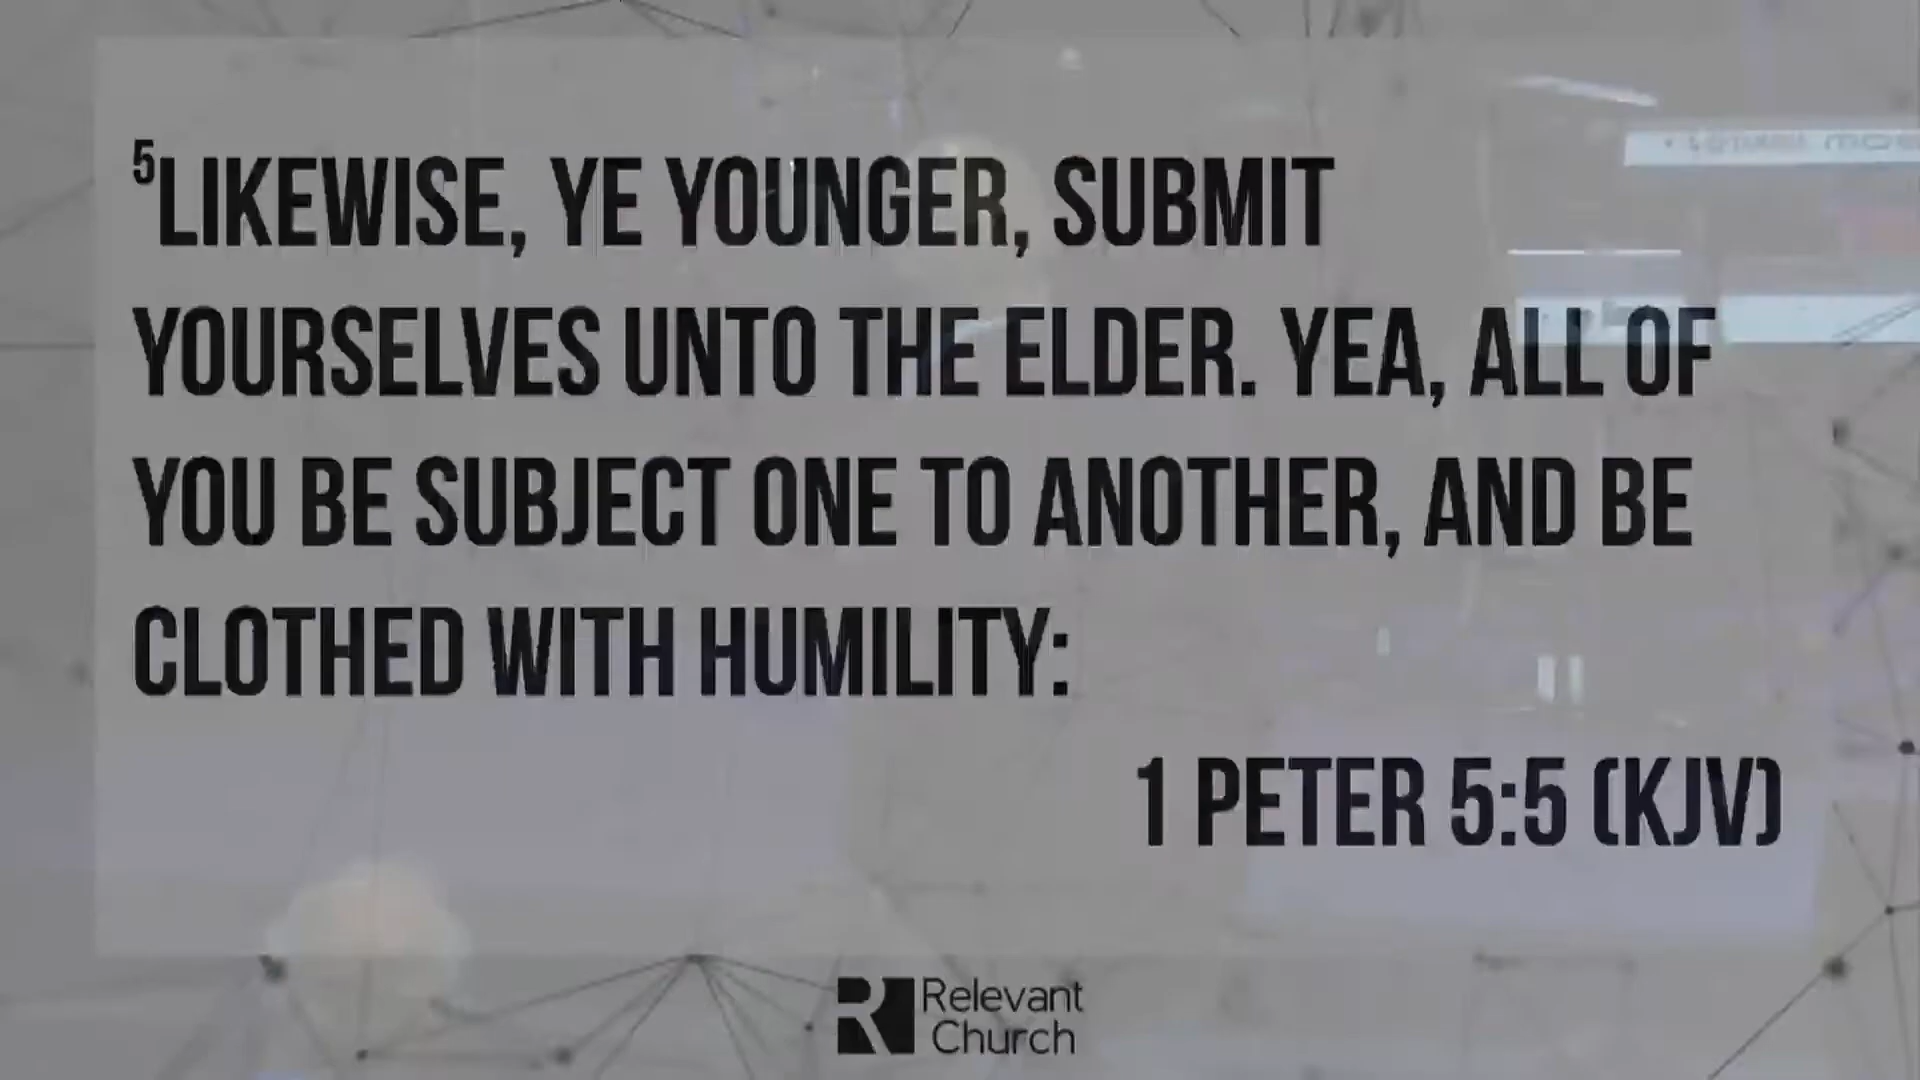 ⁵LIKEWISE, YE YOUNGER, SUBMIT
YOURSELVES UNTO THE ELDER. YEA, ALL OF
YOU BE SUBJECT ONE TO ANOTHER, AND BE
CLOTHED WITH HUMILITY:
1 PETER 5:5 (KJV)
Relevant
Church